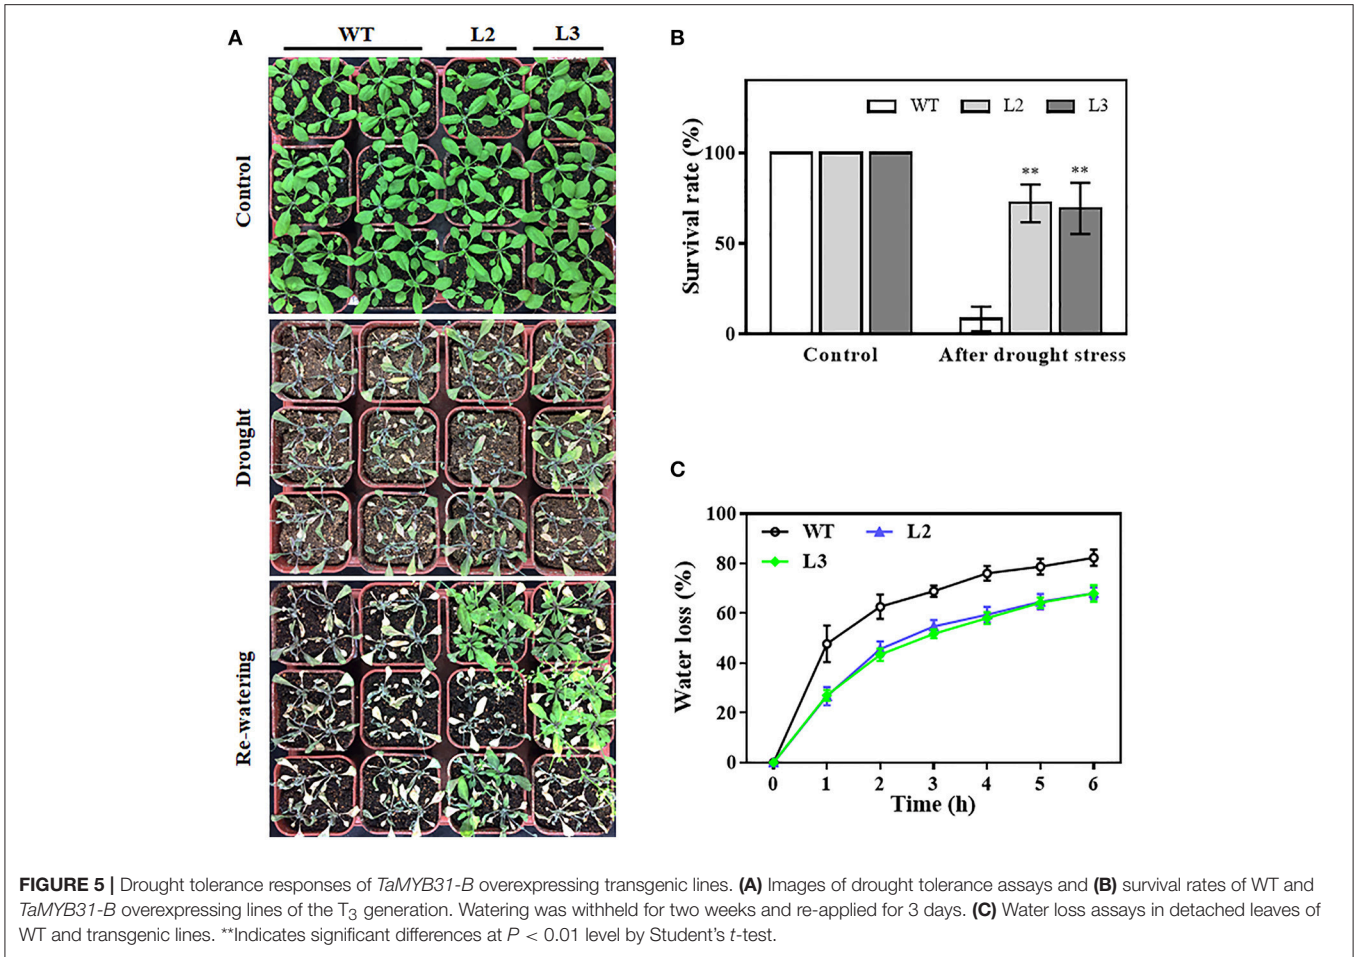 A
WT L2 L3
Control
Drought
Re-watering
B
WT L2 L3
Survival rate (%)
100
50
0
** **
Control After drought stress
C
WT L2
L3
Water loss (%)
100
80
60
40
20
0
0 1 2 3 4 5 6
Time (h)
FIGURE 5 | Drought tolerance responses of TaMYB31-B overexpressing transgenic lines. (A) Images of drought tolerance assays and (B) survival rates of WT and
TaMYB31-B overexpressing lines of the T3 generation. Watering was withheld for two weeks and re-applied for 3 days. (C) Water loss assays in detached leaves of
WT and transgenic lines. **Indicates significant differences at P < 0.01 level by Student's t-test.